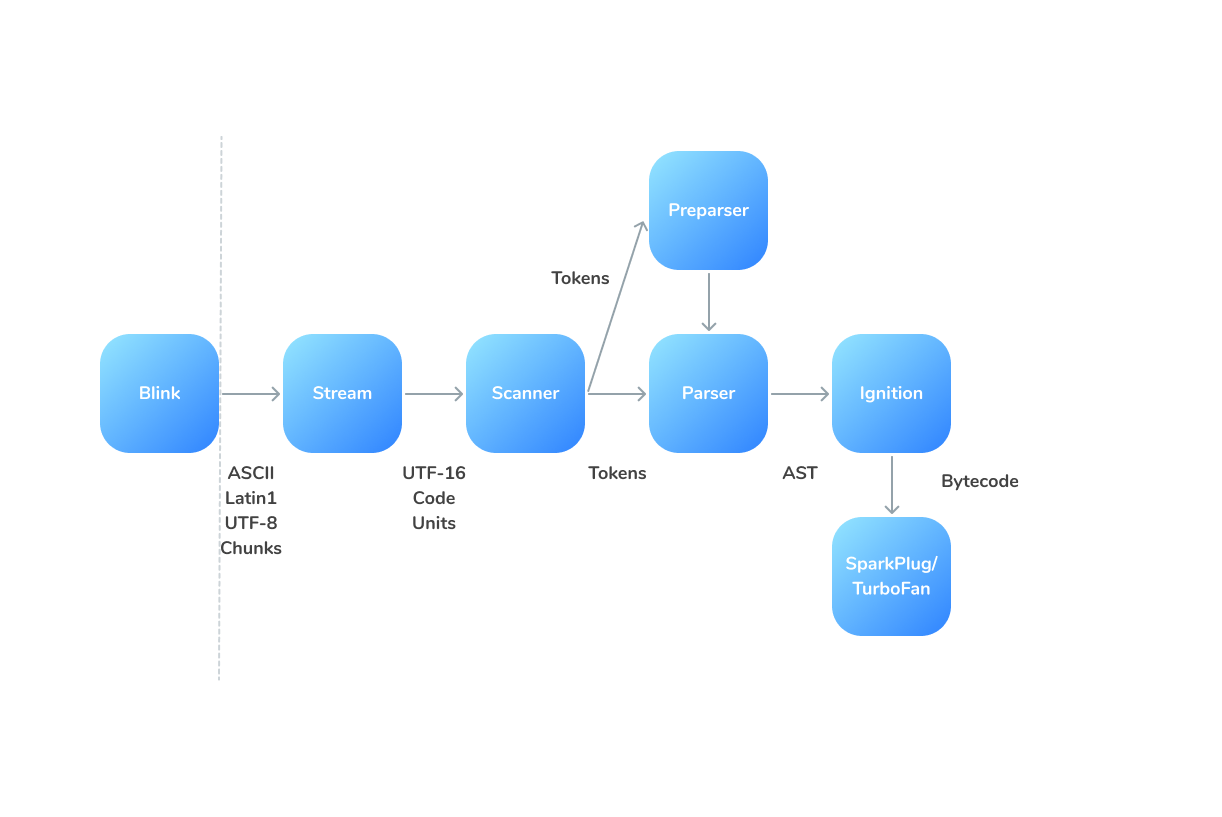 Preparser
Tokens
Blink
Stream
Scanner
Parser
Ignition
ASCII
Latin1
UTF-8
Chunks
UTF-16
Code
Units
Tokens
AST
Bytecode
SparkPlug/
TurboFan